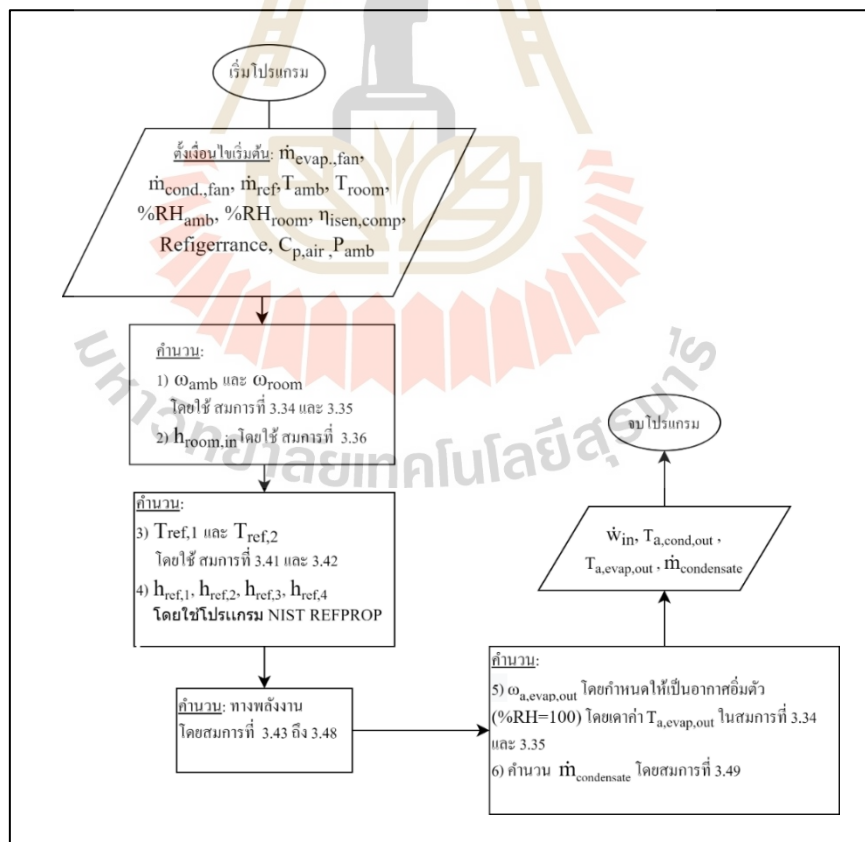 เริ่มโปรแกรม
ตั้งเงื่อนไขเริ่มต้น: ṁevap.,fan,
ṁcond.,fan, ṁref, Tamb, Troom,
%RHamb, %RHroom, ηisen,comp,
Refigerrance, Cp,air ,Pamb
คำนวน:
1) ωamb และ ωroom
โดยใช้ สมการที่ 3.34 และ 3.35
2) hroom,in โดยใช้ สมการที่ 3.36
คำนวน:
3) Tref,1 และ Tref,2
โดยใช้ สมการที่ 3.41 และ 3.42
4) href,1, href,2, href,3, href,4
โดยใช้โปรแกรม NIST REFPROP
คำนวน: ทางพลังงาน
โดยสมการที่ 3.43 ถึง 3.48
คำนวน:
5) ωa,evap,out โดยกำหนดให้เป็นอากาศอิ่มตัว
(%RH=100) โดยเดาค่า Ta,evap,out ในสมการที่ 3.34
และ 3.35
6) คำนวน ṁcondensate โดยสมการที่ 3.49
ẇin, Ta,cond,out ,
Ta,evap,out , ṁcondensate
จบโปรแกรม
มหาวิทยาลัยเทคโนโลยีสุรนารี